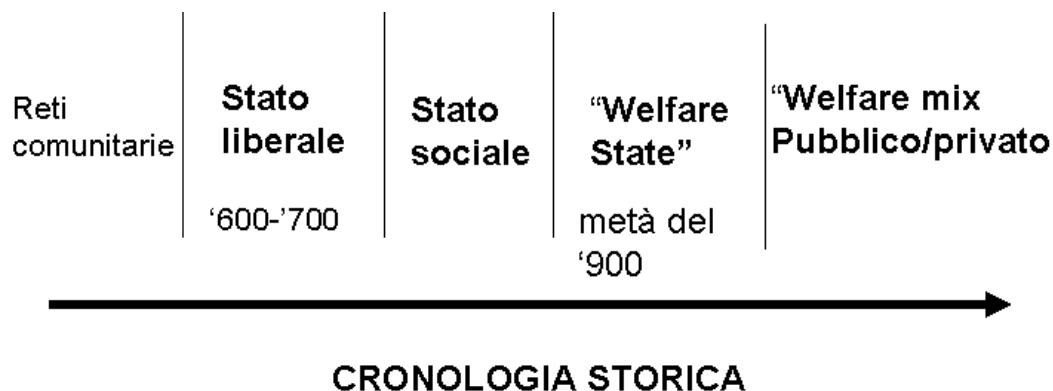 Reti
comunitarie
Stato
liberale
‘600-’700
Stato
sociale
“Welfare
State”
metà del
‘900
“Welfare mix
Pubblico/privato
CRONOLOGIA STORICA